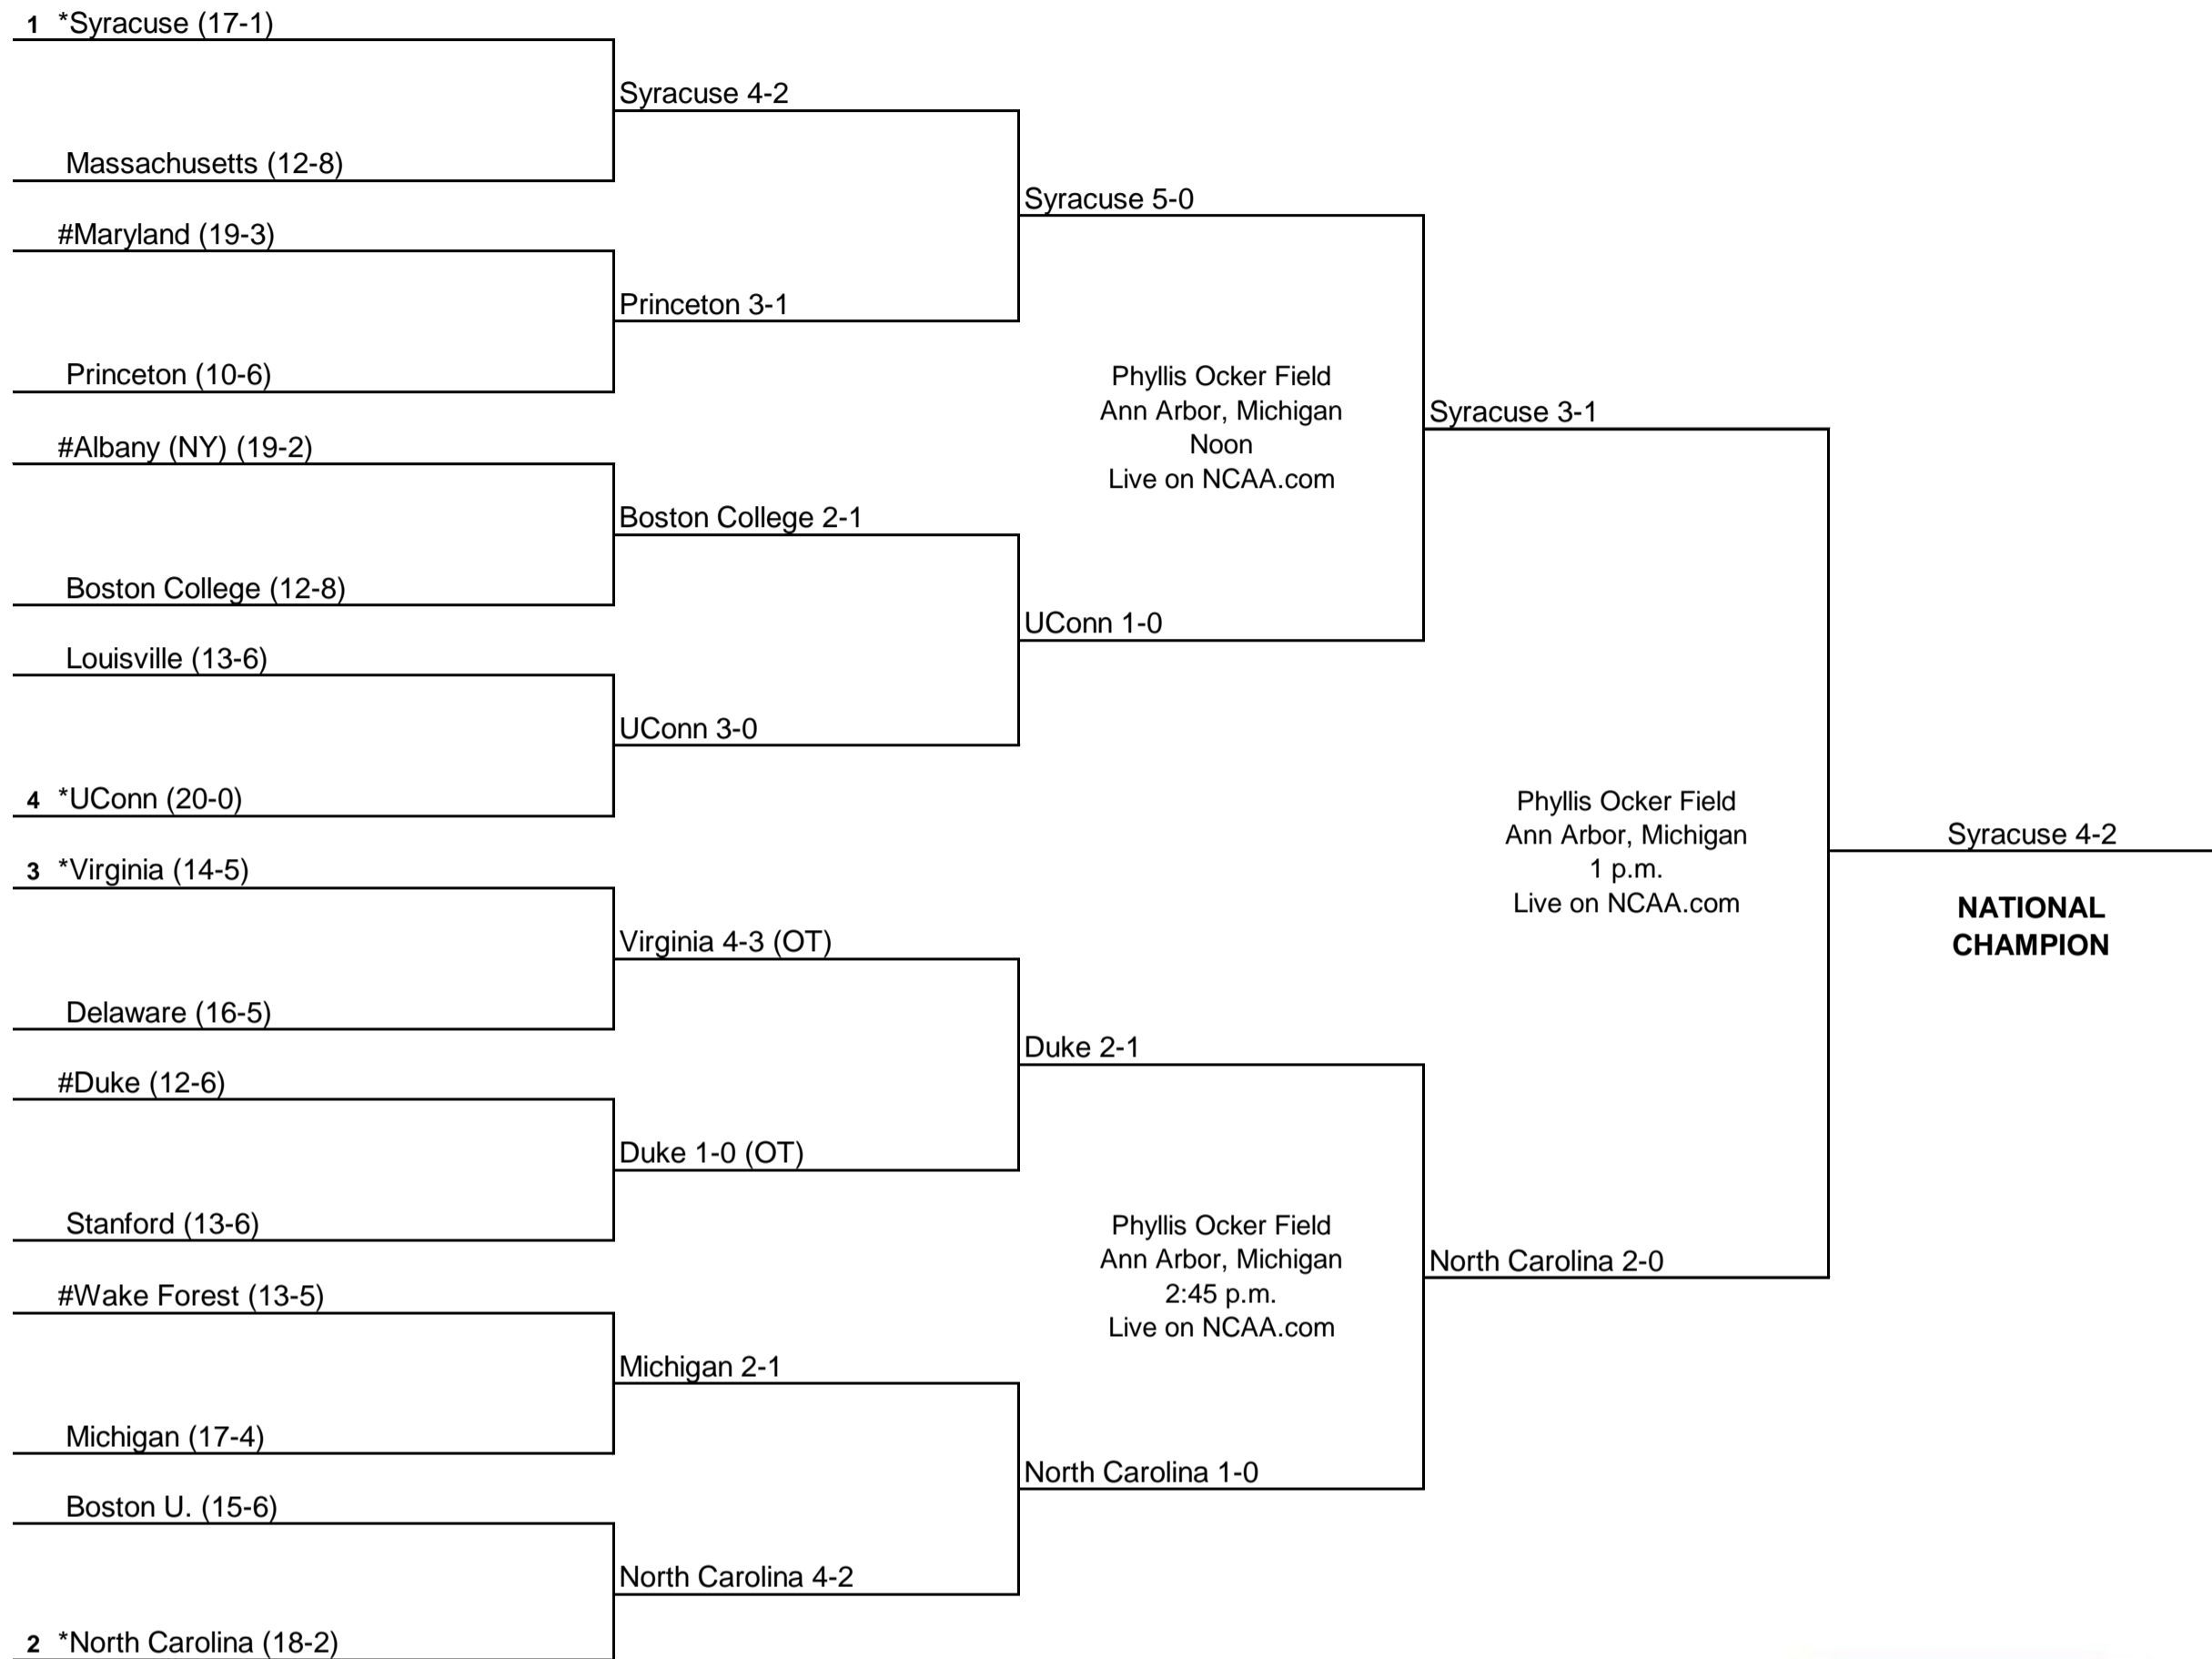 1 *Syracuse (17-1)
Massachusetts (12-8)
#Maryland (19-3)
Princeton (10-6)
#Albany (NY) (19-2)
Boston College (12-8)
Louisville (13-6)
4 *UConn (20-0)
3 *Virginia (14-5)
Delaware (16-5)
#Duke (12-6)
Stanford (13-6)
#Wake Forest (13-5)
Michigan (17-4)
Boston U. (15-6)
2 *North Carolina (18-2)
Syracuse 4-2
Princeton 3-1
Boston College 2-1
UConn 3-0
Virginia 4-3 (OT)
Duke 1-0 (OT)
Michigan 2-1
North Carolina 4-2
Syracuse 5-0
Phyllis Ocker Field
Ann Arbor, Michigan
Noon
Live on NCAA.com
UConn 1-0
Duke 2-1
Phyllis Ocker Field
Ann Arbor, Michigan
2:45 p.m.
Live on NCAA.com
North Carolina 1-0
Syracuse 3-1
Phyllis Ocker Field
Ann Arbor, Michigan
1 p.m.
Live on NCAA.com
North Carolina 2-0
Syracuse 4-2
NATIONAL
CHAMPION